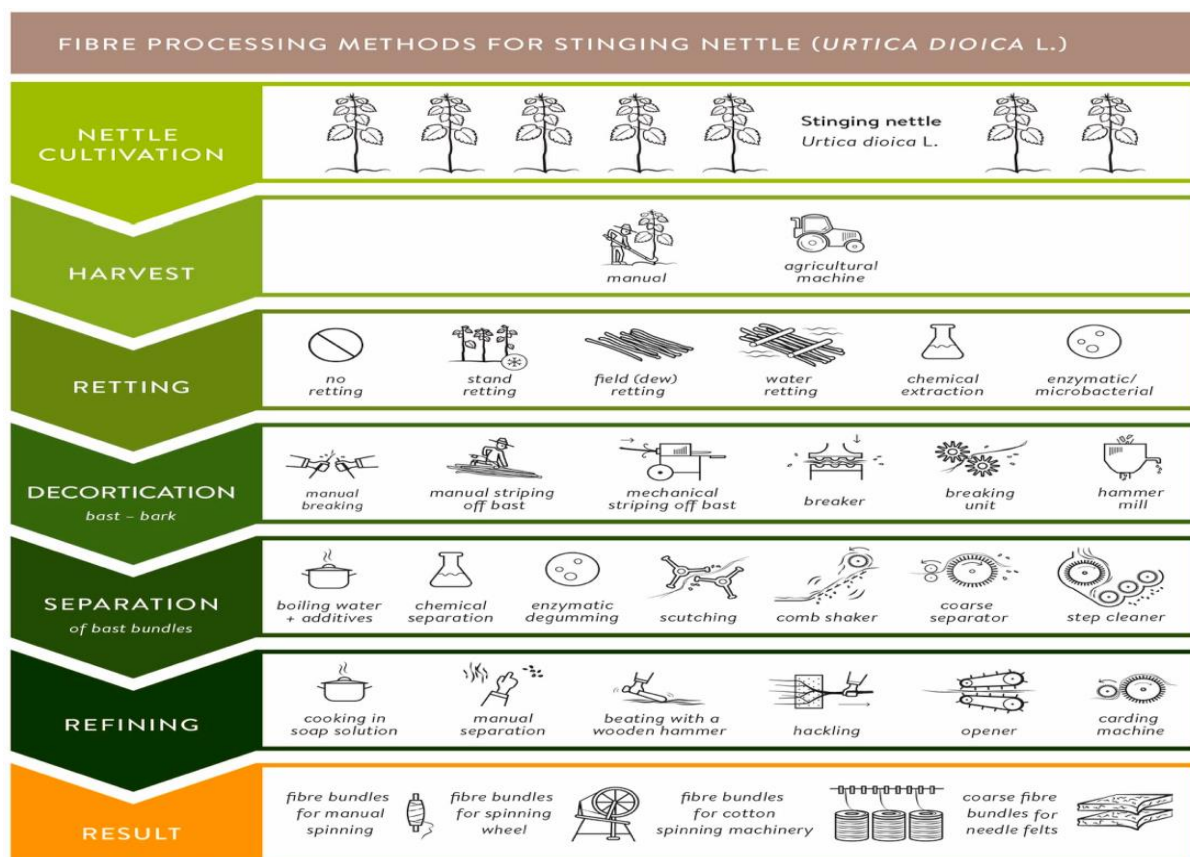 FIBRE PROCESSING METHODS FOR STINGING NETTLE (URTICA DIOICA L.)
NETTLE
CULTIVATION
Stinging nettle
Urtica dioica L.
HARVEST
manual
agricultural
machine
RETTING
no
retting
stand
retting
field (dew)
retting
water
retting
chemical
extraction
enzymatic/
microbacterial
DECORTICATION
bast – bark
manual
breaking
manual striping
off bast
mechanical
striping off bast
breaker
breaking
unit
hammer
mill
SEPARATION
of bast bundles
boiling water
+ additives
chemical
separation
enzymatic
degumming
scutching
comb shaker
coarse
separator
step cleaner
REFINING
cooking in
soap solution
manual
separation
beating with a
wooden hammer
hackling
opener
carding
machine
RESULT
fibre bundles
for manual
spinning
fibre bundles
for spinning
wheel
fibre bundles
for cotton
spinning machinery
coarse fibre
bundles for
needle felts